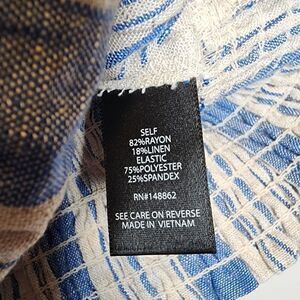 SELF
82%RAYON
18%LINEN
ELASTIC
75%POLYESTER
25%SPANDEX
RN#148862
SEE CARE ON REVERSE
MADE IN VIETNAM